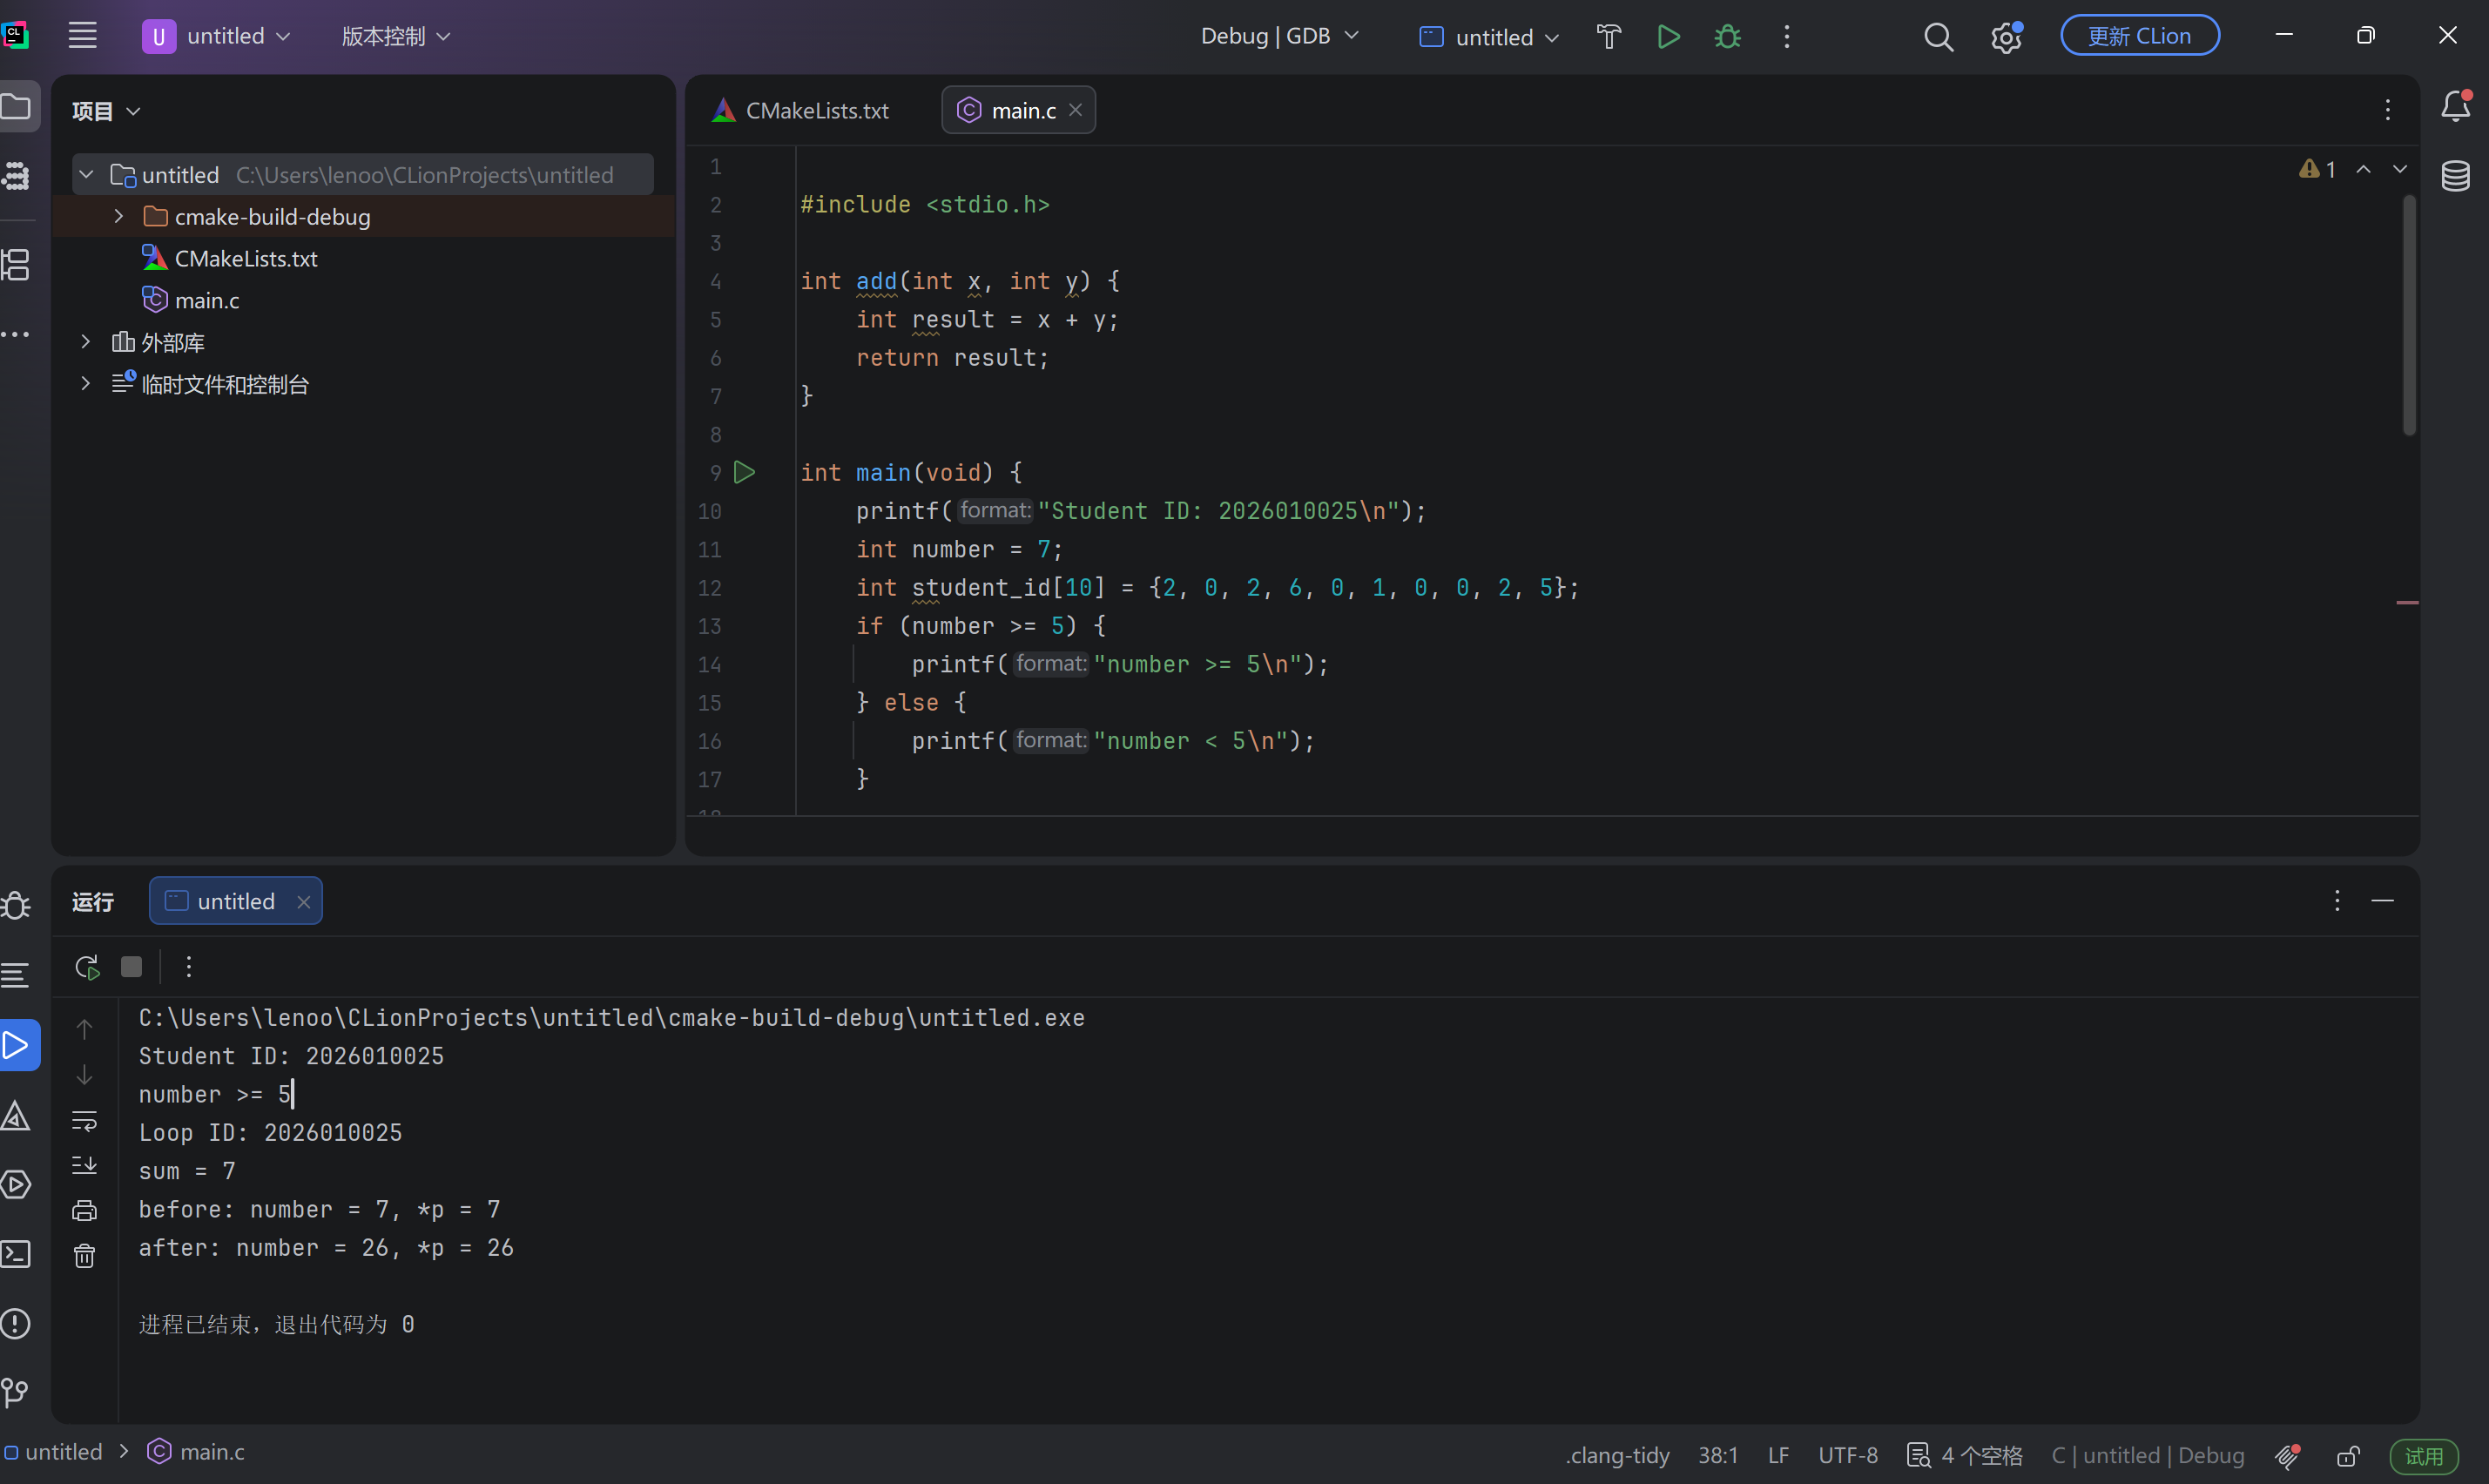 CL
U untitled 版本控制 Debug | GDB untitled 更新 CLion
项目
untitled C:\Users\lenoo\CLionProjects\untitled
cmake-build-debug
CMakeLists.txt
main.c
外部库
临时文件和控制台
CMakeLists.txt main.c
1
1
2 #include <stdio.h>
3
4 int add(int x, int y) {
5     int result = x + y;
6     return result;
7 }
8
9 int main(void) {
10     printf(format:"Student ID: 2026010025\n");
11     int number = 7;
12     int student_id[10] = {2, 0, 2, 6, 0, 1, 0, 0, 2, 5};
13     if (number >= 5) {
14         printf(format:"number >= 5\n");
15     } else {
16         printf(format:"number < 5\n");
17     }
运行 untitled
C:\Users\lenoo\CLionProjects\untitled\cmake-build-debug\untitled.exe
Student ID: 2026010025
number >= 5
Loop ID: 2026010025
sum = 7
before: number = 7, *p = 7
after: number = 26, *p = 26
进程已结束，退出代码为 0
untitled > main.c .clang-tidy 38:1 LF UTF-8 4 个空格 C | untitled | Debug 试用